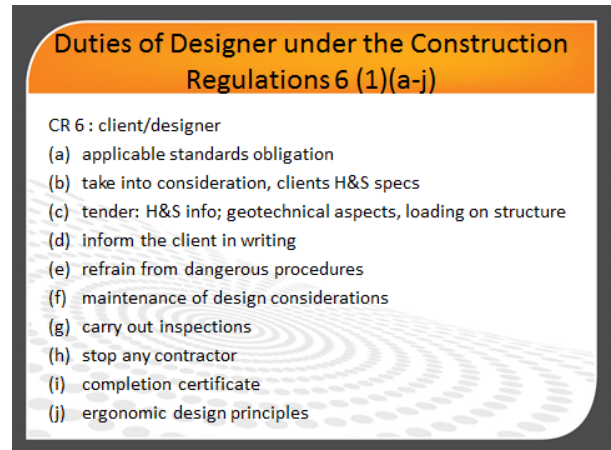 Duties of Designer under the Construction
Regulations 6 (1)(a-j)
CR 6 : client/designer
(a) applicable standards obligation
(b) take into consideration, clients H&S specs
(c) tender: H&S info; geotechnical aspects, loading on structure
(d) inform the client in writing
(e) refrain from dangerous procedures
(f) maintenance of design considerations
(g) carry out inspections
(h) stop any contractor
(i) completion certificate
(j) ergonomic design principles